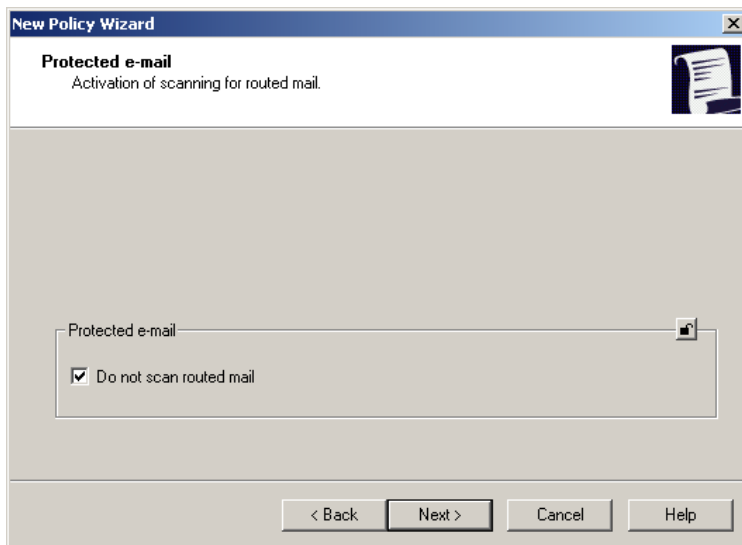 New Policy Wizard
Protected e-mail
Activation of scanning for routed mail.
Protected e-mail
Do not scan routed mail
< Back
Next >
Cancel
Help